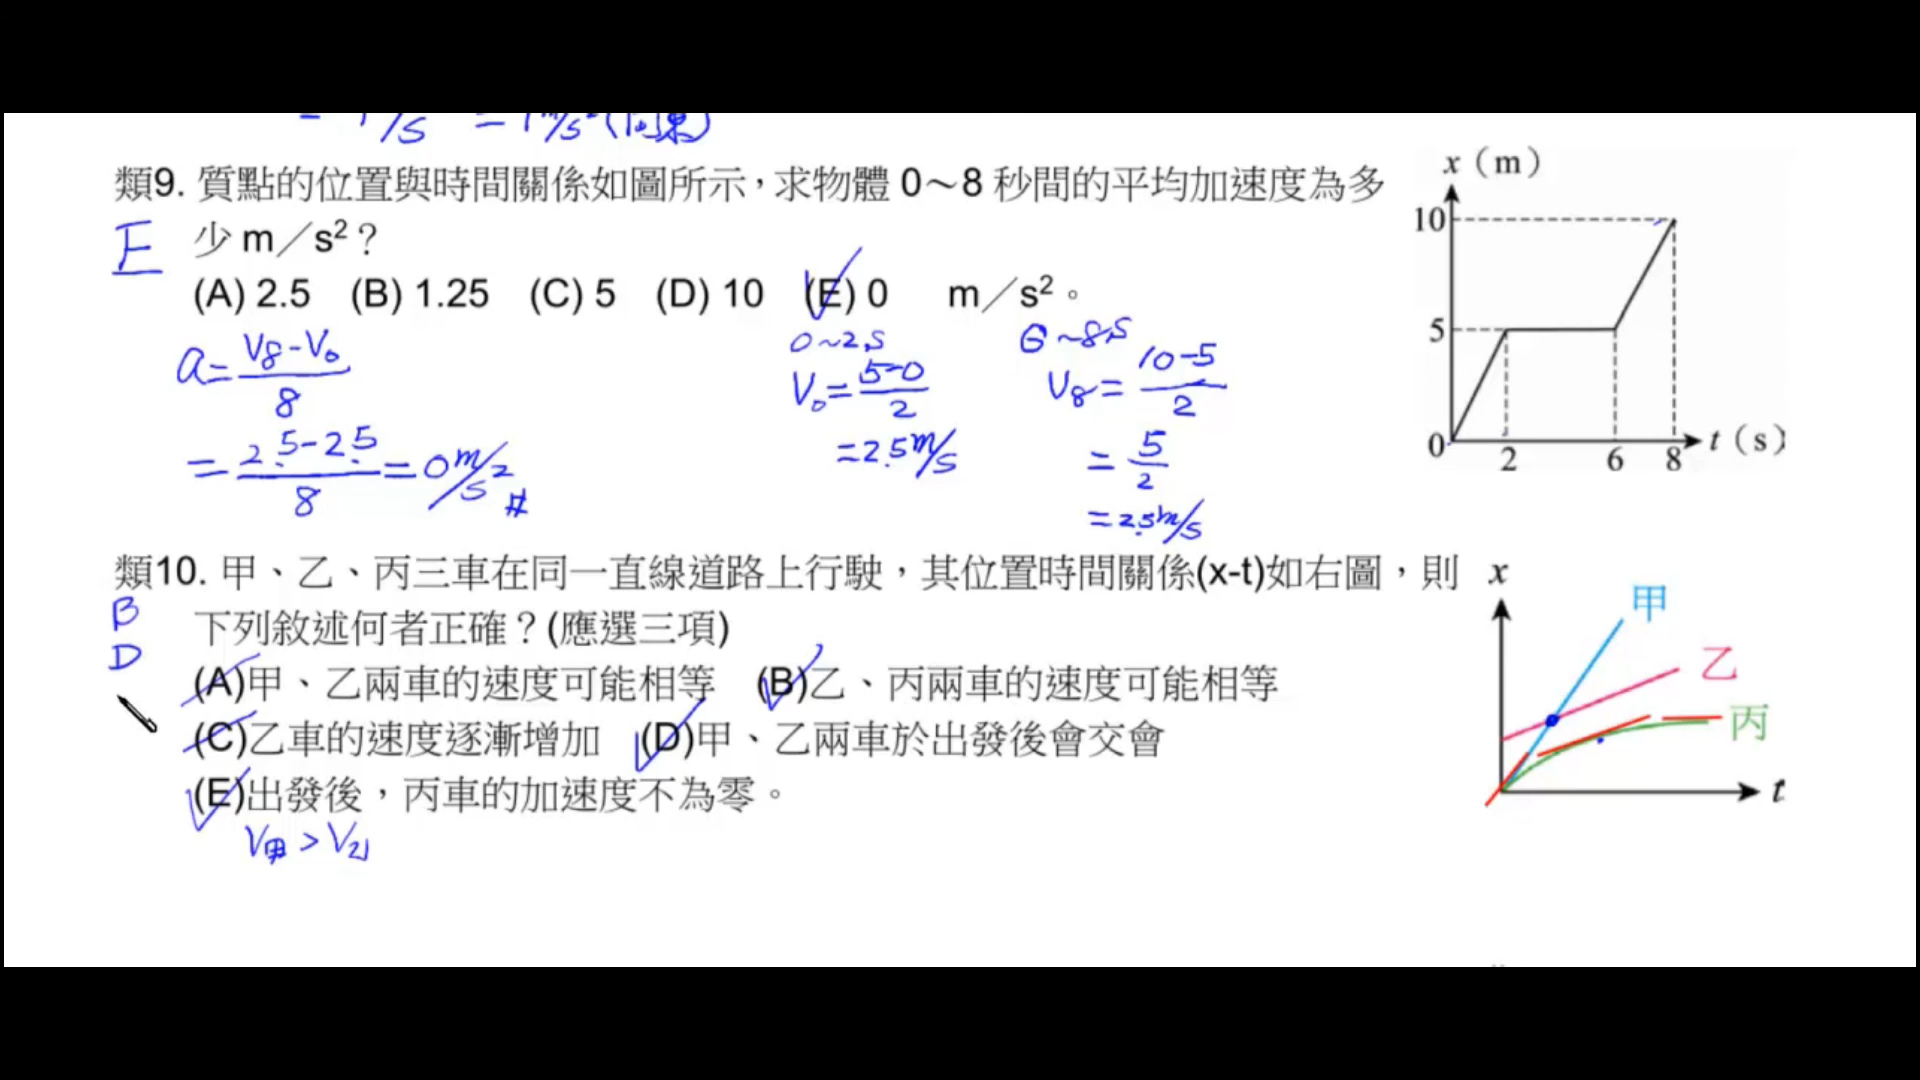 = 1 m/s² (向東)
類9. 質點的位置與時間關係如圖所示，求物體 0～8 秒間的平均加速度為多
少 m／s²？
E
(A) 2.5 (B) 1.25 (C) 5 (D) 10 (E) 0 m／s²。
a = (V₈-V₀)/8
= (2.5-2.5)/8 = 0 m/s² #
0~2s
V₀ = (5-0)/2
= 2.5 m/s
6~8s
V₈ = (10-5)/2
= 5/2
= 2.5 m/s
x（m）
10
5
0 2 6 8 t（s）
類10. 甲、乙、丙三車在同一直線道路上行駛，其位置時間關係(x-t)如右圖，則
下列敘述何者正確？(應選三項)
B
D
(A)甲、乙兩車的速度可能相等 (B)乙、丙兩車的速度可能相等
(C)乙車的速度逐漸增加 (D)甲、乙兩車於出發後會交會
(E)出發後，丙車的加速度不為零。
V甲 > V乙
x
甲
乙
丙
t